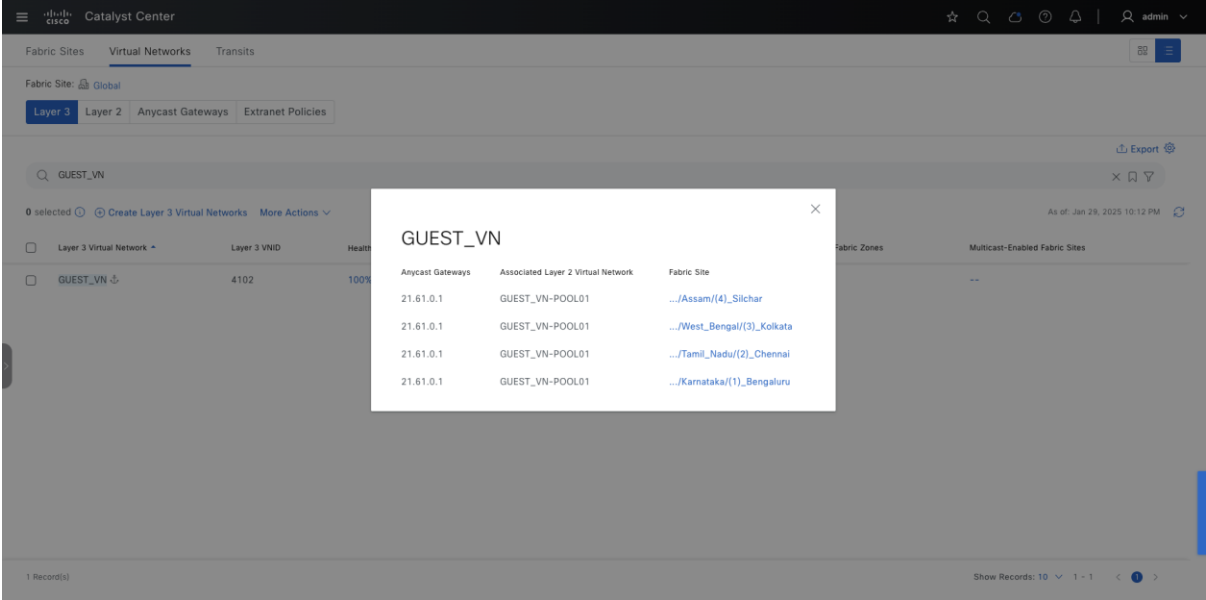 cisco Catalyst Center admin
Fabric Sites Virtual Networks Transits
Fabric Site: Global
Layer 3 Layer 2 Anycast Gateways Extranet Policies
Export
GUEST_VN
0 selected Create Layer 3 Virtual Networks More Actions As of: Jan 29, 2025 10:12 PM
Layer 3 Virtual Network Layer 3 VNID Health Fabric Zones Multicast-Enabled Fabric Sites
GUEST_VN 4102 100% --
GUEST_VN
Anycast Gateways Associated Layer 2 Virtual Network Fabric Site
21.61.0.1 GUEST_VN-POOL01 .../Assam/(4)_Silchar
21.61.0.1 GUEST_VN-POOL01 .../West_Bengal/(3)_Kolkata
21.61.0.1 GUEST_VN-POOL01 .../Tamil_Nadu/(2)_Chennai
21.61.0.1 GUEST_VN-POOL01 .../Karnataka/(1)_Bengaluru
1 Record(s) Show Records: 10 1 - 1 1